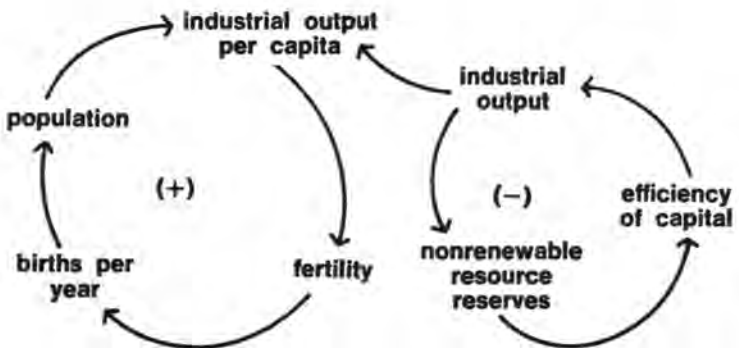 industrial output
per capita
industrial
output
population
(+)
(−)
efficiency
of capital
births per
year
fertility
nonrenewable
resource
reserves